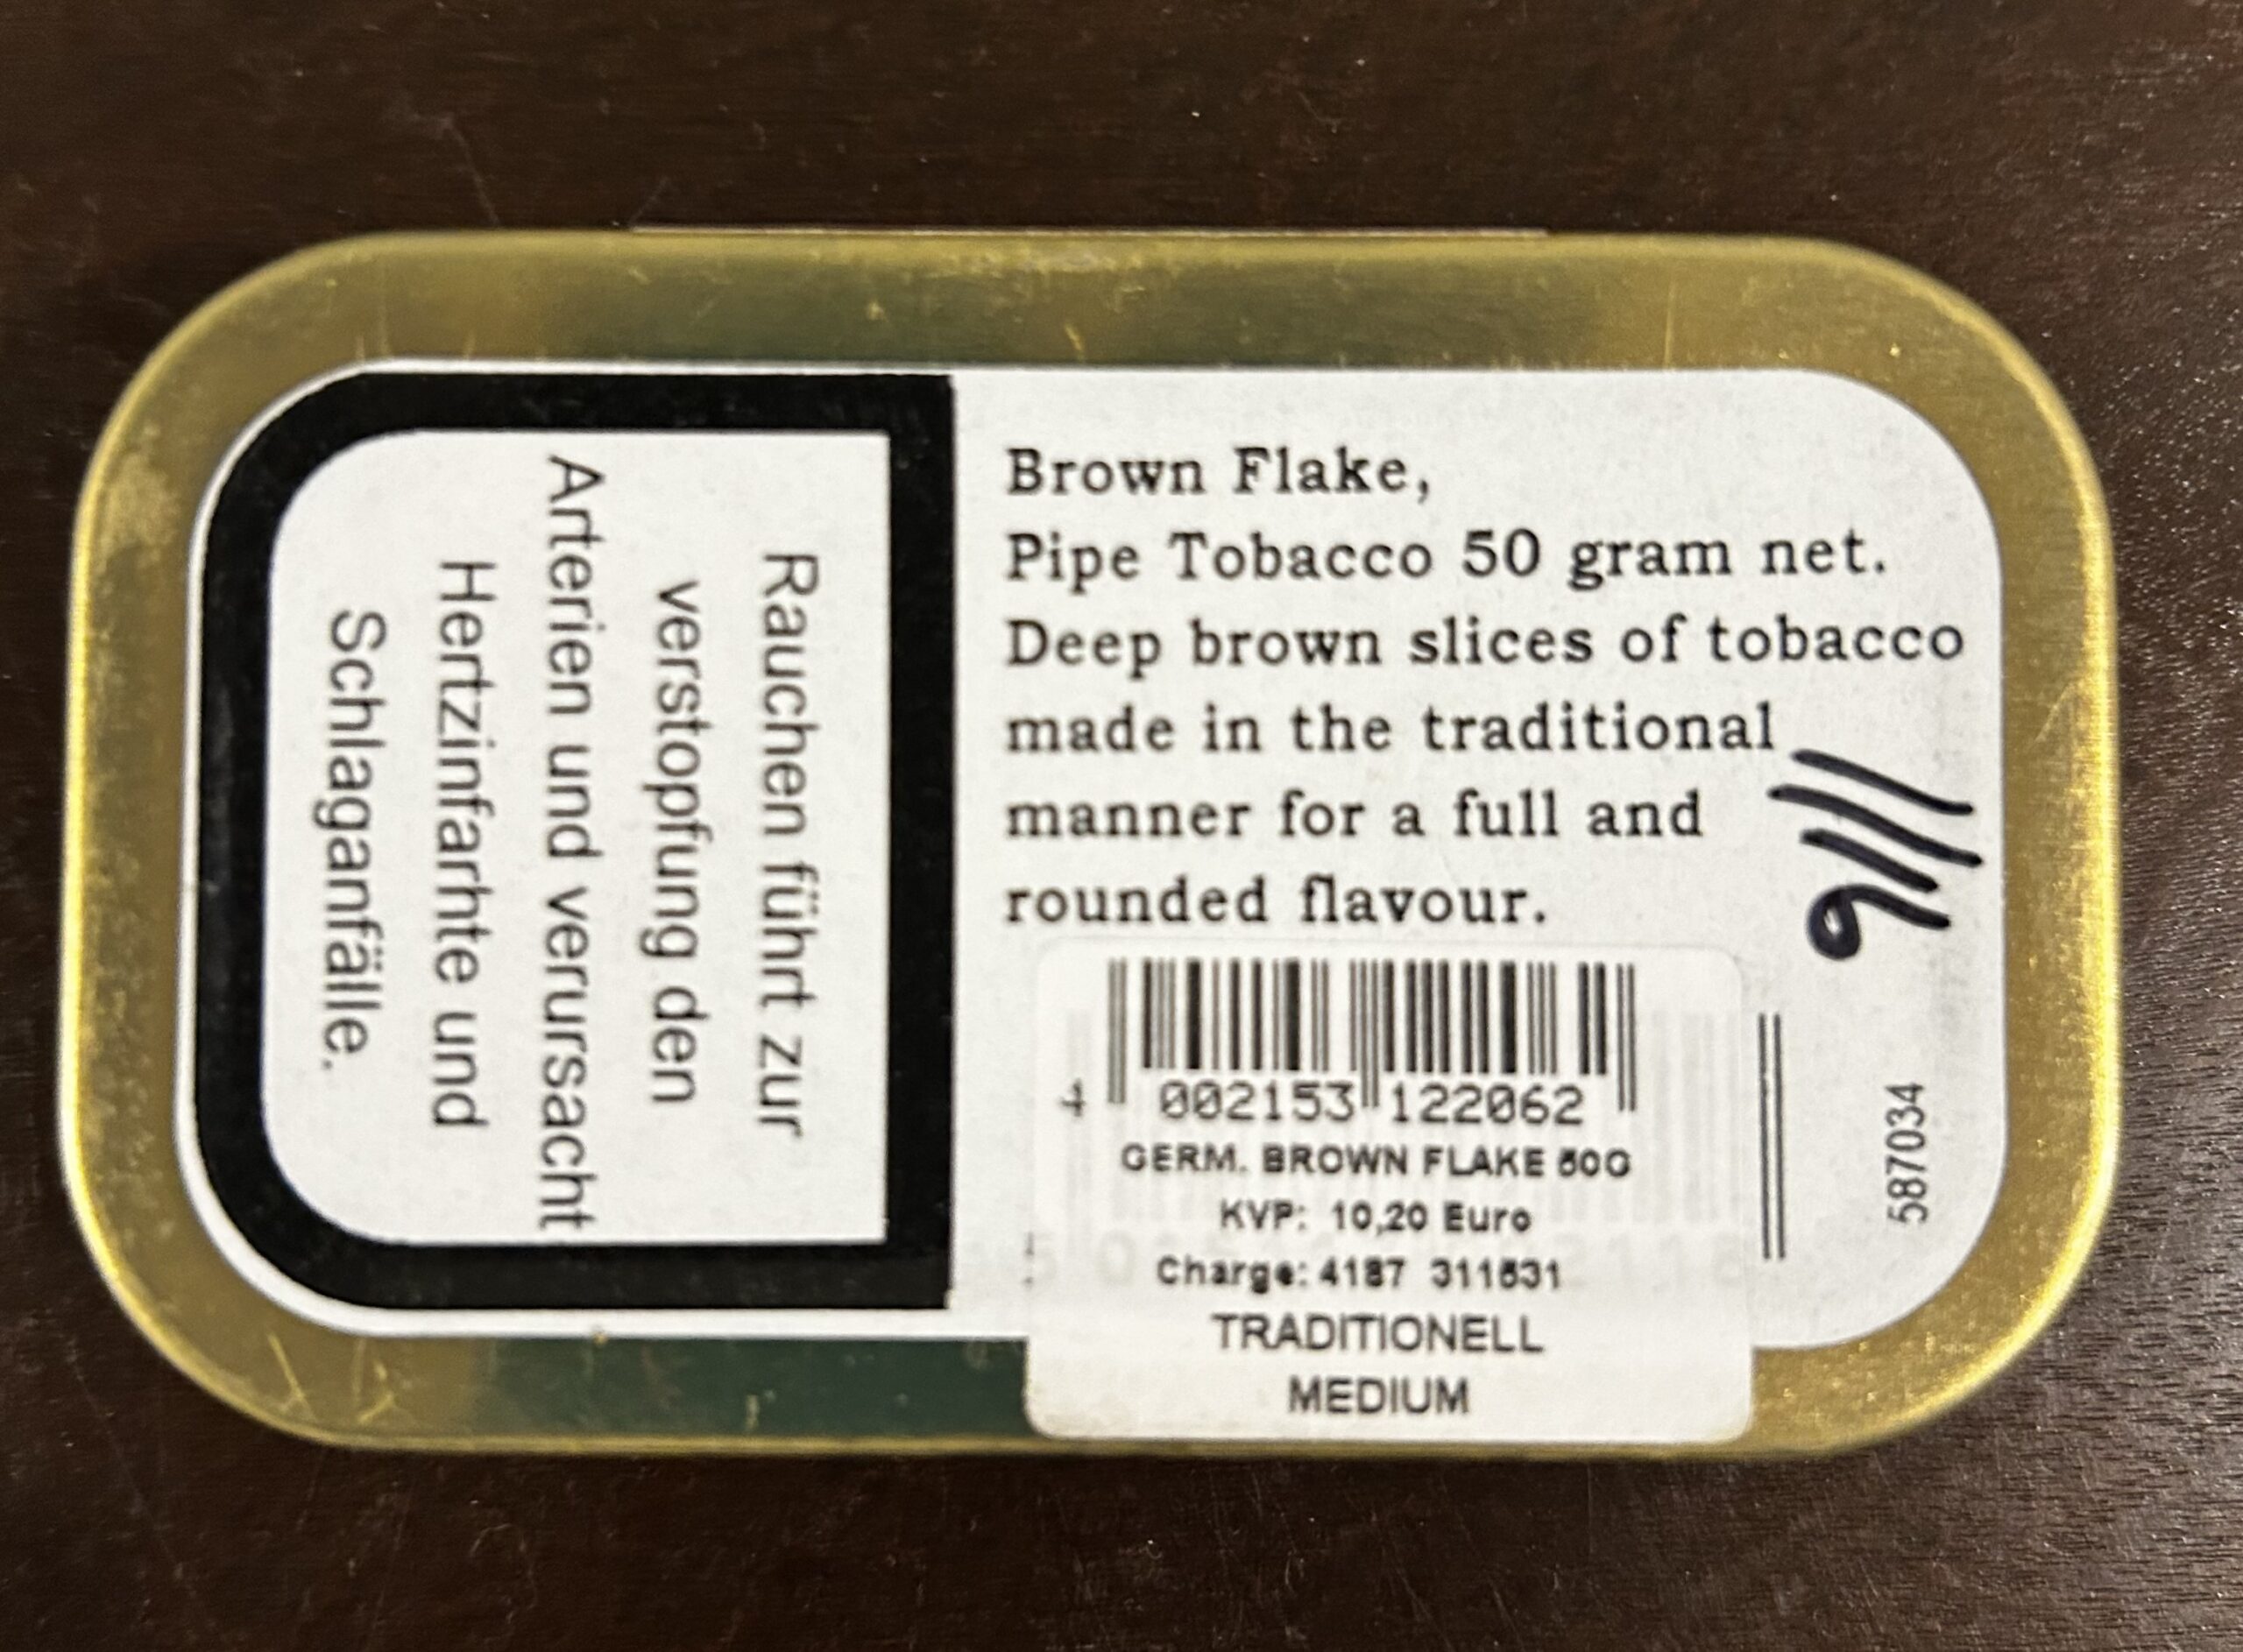 Rauchen führt zur
verstopfung den
Arterien und verursacht
Hertzinfarhte und
Schlaganfälle.
Brown Flake,
Pipe Tobacco 50 gram net.
Deep brown slices of tobacco
made in the traditional
manner for a full and
rounded flavour.
4 002153 122062
GERM. BROWN FLAKE 50G
KVP: 10,20 Euro
Charge: 4187 311531
TRADITIONELL
MEDIUM
587034